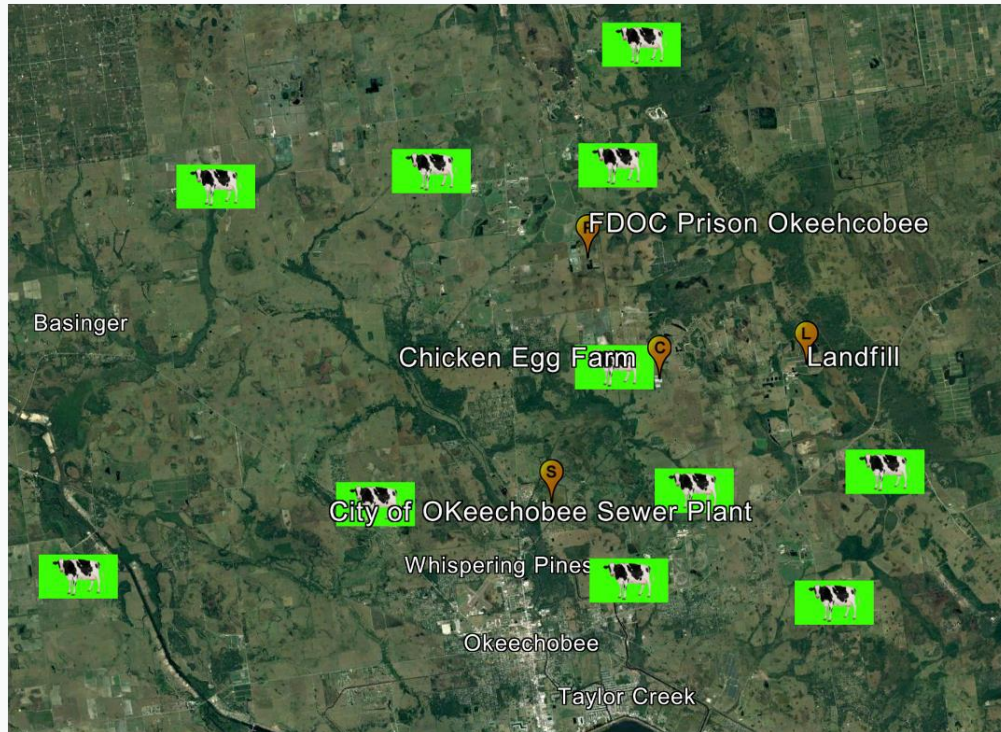 FDOC Prison Okeehcobee
Basinger
C
L
Chicken Egg Farm
Landfill
S
City of OKeechobee Sewer Plant
Whispering Pines
Okeechobee
Taylor Creek